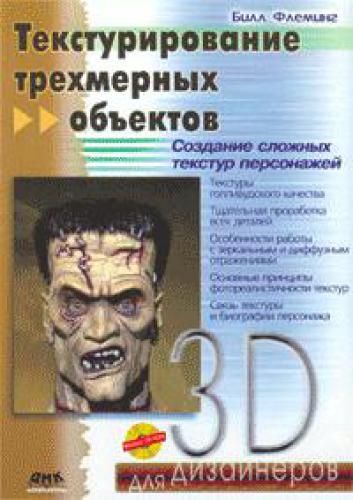 Билл Флеминг
Текстурирование
трехмерных
объектов
Создание сложных
текстур персонажей
Текстуры
голливудского качества
Тщательная проработка
всех деталей
Особенности работы
с зеркальным и диффузным
отражениями
Основные принципы
фотореалистичности текстур
Связь текстуры
и биографии персонажа
3D
для дизайнеров
ДМК